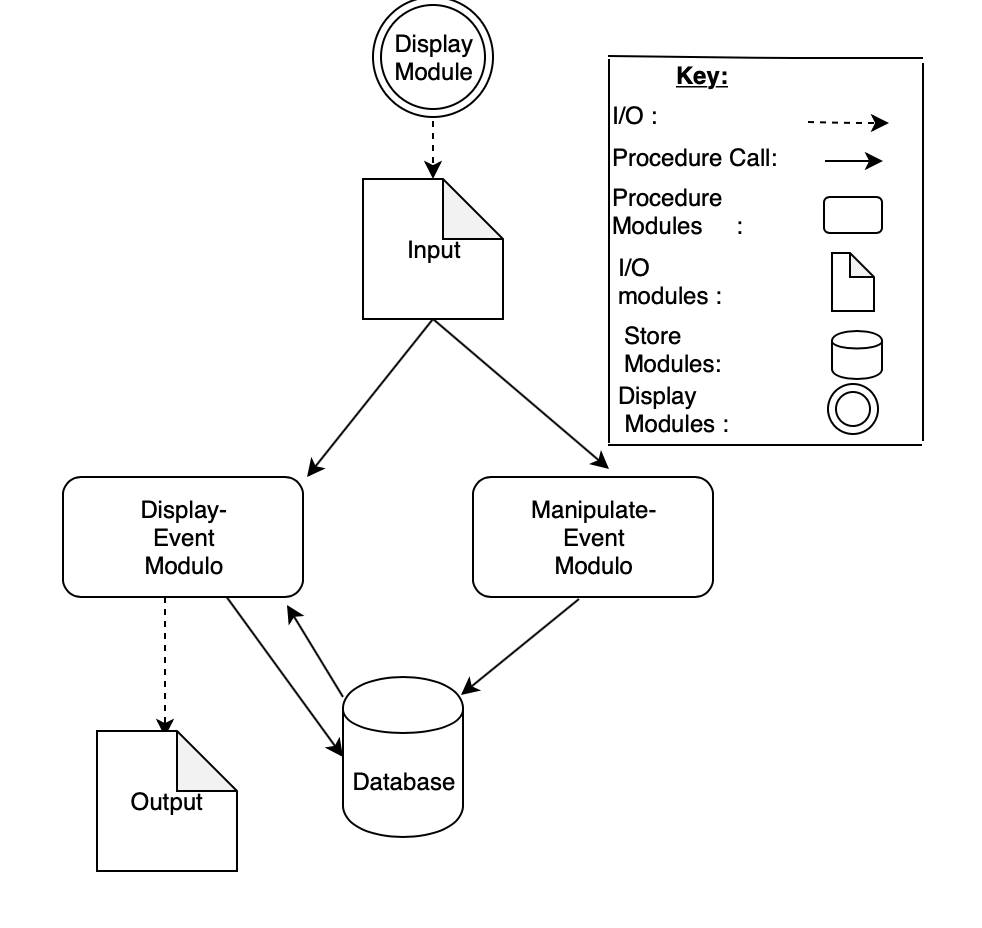 Display
Module
Key:
I/O :
Procedure Call:
Procedure
Modules :
I/O
modules :
Store
Modules:
Display
Modules :
Input
Display-
Event
Modulo
Manipulate-
Event
Modulo
Database
Output